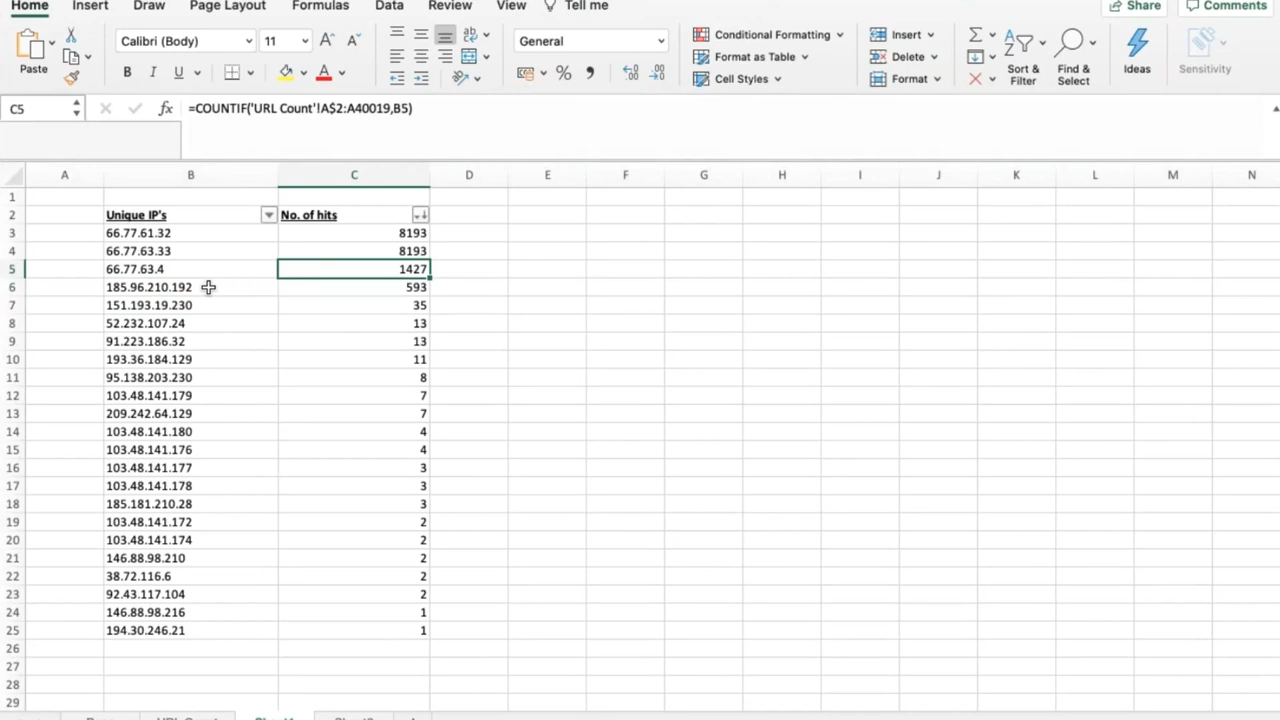 Home Insert Draw Page Layout Formulas Data Review View Tell me Share Comments
Calibri (Body) 11 General Conditional Formatting Insert
Paste Format as Table Delete Sort & Filter Find & Select Ideas Sensitivity
B I U A % Cell Styles Format
C5 fx =COUNTIF('URL Count'!A$2:A40019,B5)
A B C D E F G H I J K L M N
1
2 Unique IP's No. of hits
3 66.77.61.32 8193
4 66.77.63.33 8193
5 66.77.63.4 1427
6 185.96.210.192 593
7 151.193.19.230 35
8 52.232.107.24 13
9 91.223.186.32 13
10 193.36.184.129 11
11 95.138.203.230 8
12 103.48.141.179 7
13 209.242.64.129 7
14 103.48.141.180 4
15 103.48.141.176 4
16 103.48.141.177 3
17 103.48.141.178 3
18 185.181.210.28 3
19 103.48.141.172 2
20 103.48.141.174 2
21 146.88.98.210 2
22 38.72.116.6 2
23 92.43.117.104 2
24 146.88.98.216 1
25 194.30.246.21 1
26
27
28
29